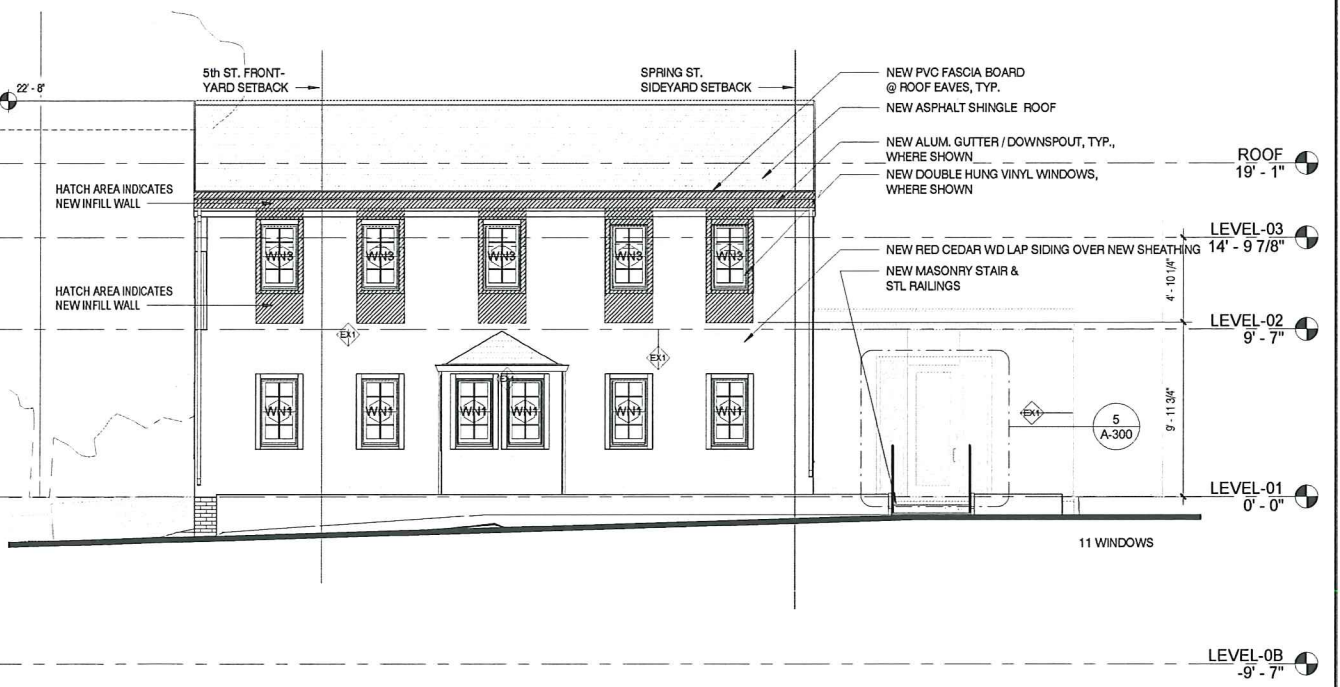 5th ST. FRONT-
YARD SETBACK
SPRING ST.
SIDEYARD SETBACK
NEW PVC FASCIA BOARD
@ ROOF EAVES, TYP.
22' - 8"
NEW ASPHALT SHINGLE ROOF
NEW ALUM. GUTTER / DOWNSPOUT, TYP.,
WHERE SHOWN
ROOF
19' - 1"
NEW DOUBLE HUNG VINYL WINDOWS,
WHERE SHOWN
HATCH AREA INDICATES
NEW INFILL WALL
LEVEL-03
14' - 9 7/8"
NEW RED CEDAR WD LAP SIDING OVER NEW SHEATHING
WN3 WN3 WN3 WN3 WN3
NEW MASONRY STAIR &
STL RAILINGS
4' - 10 1/4"
HATCH AREA INDICATES
NEW INFILL WALL
LEVEL-02
9' - 7"
EX1
EX1
EX1
WN1 WN1 WN1 WN1 WN1 WN1
EX1
5
A-300
9' - 11 3/4"
LEVEL-01
0' - 0"
11 WINDOWS
LEVEL-0B
-9' - 7"